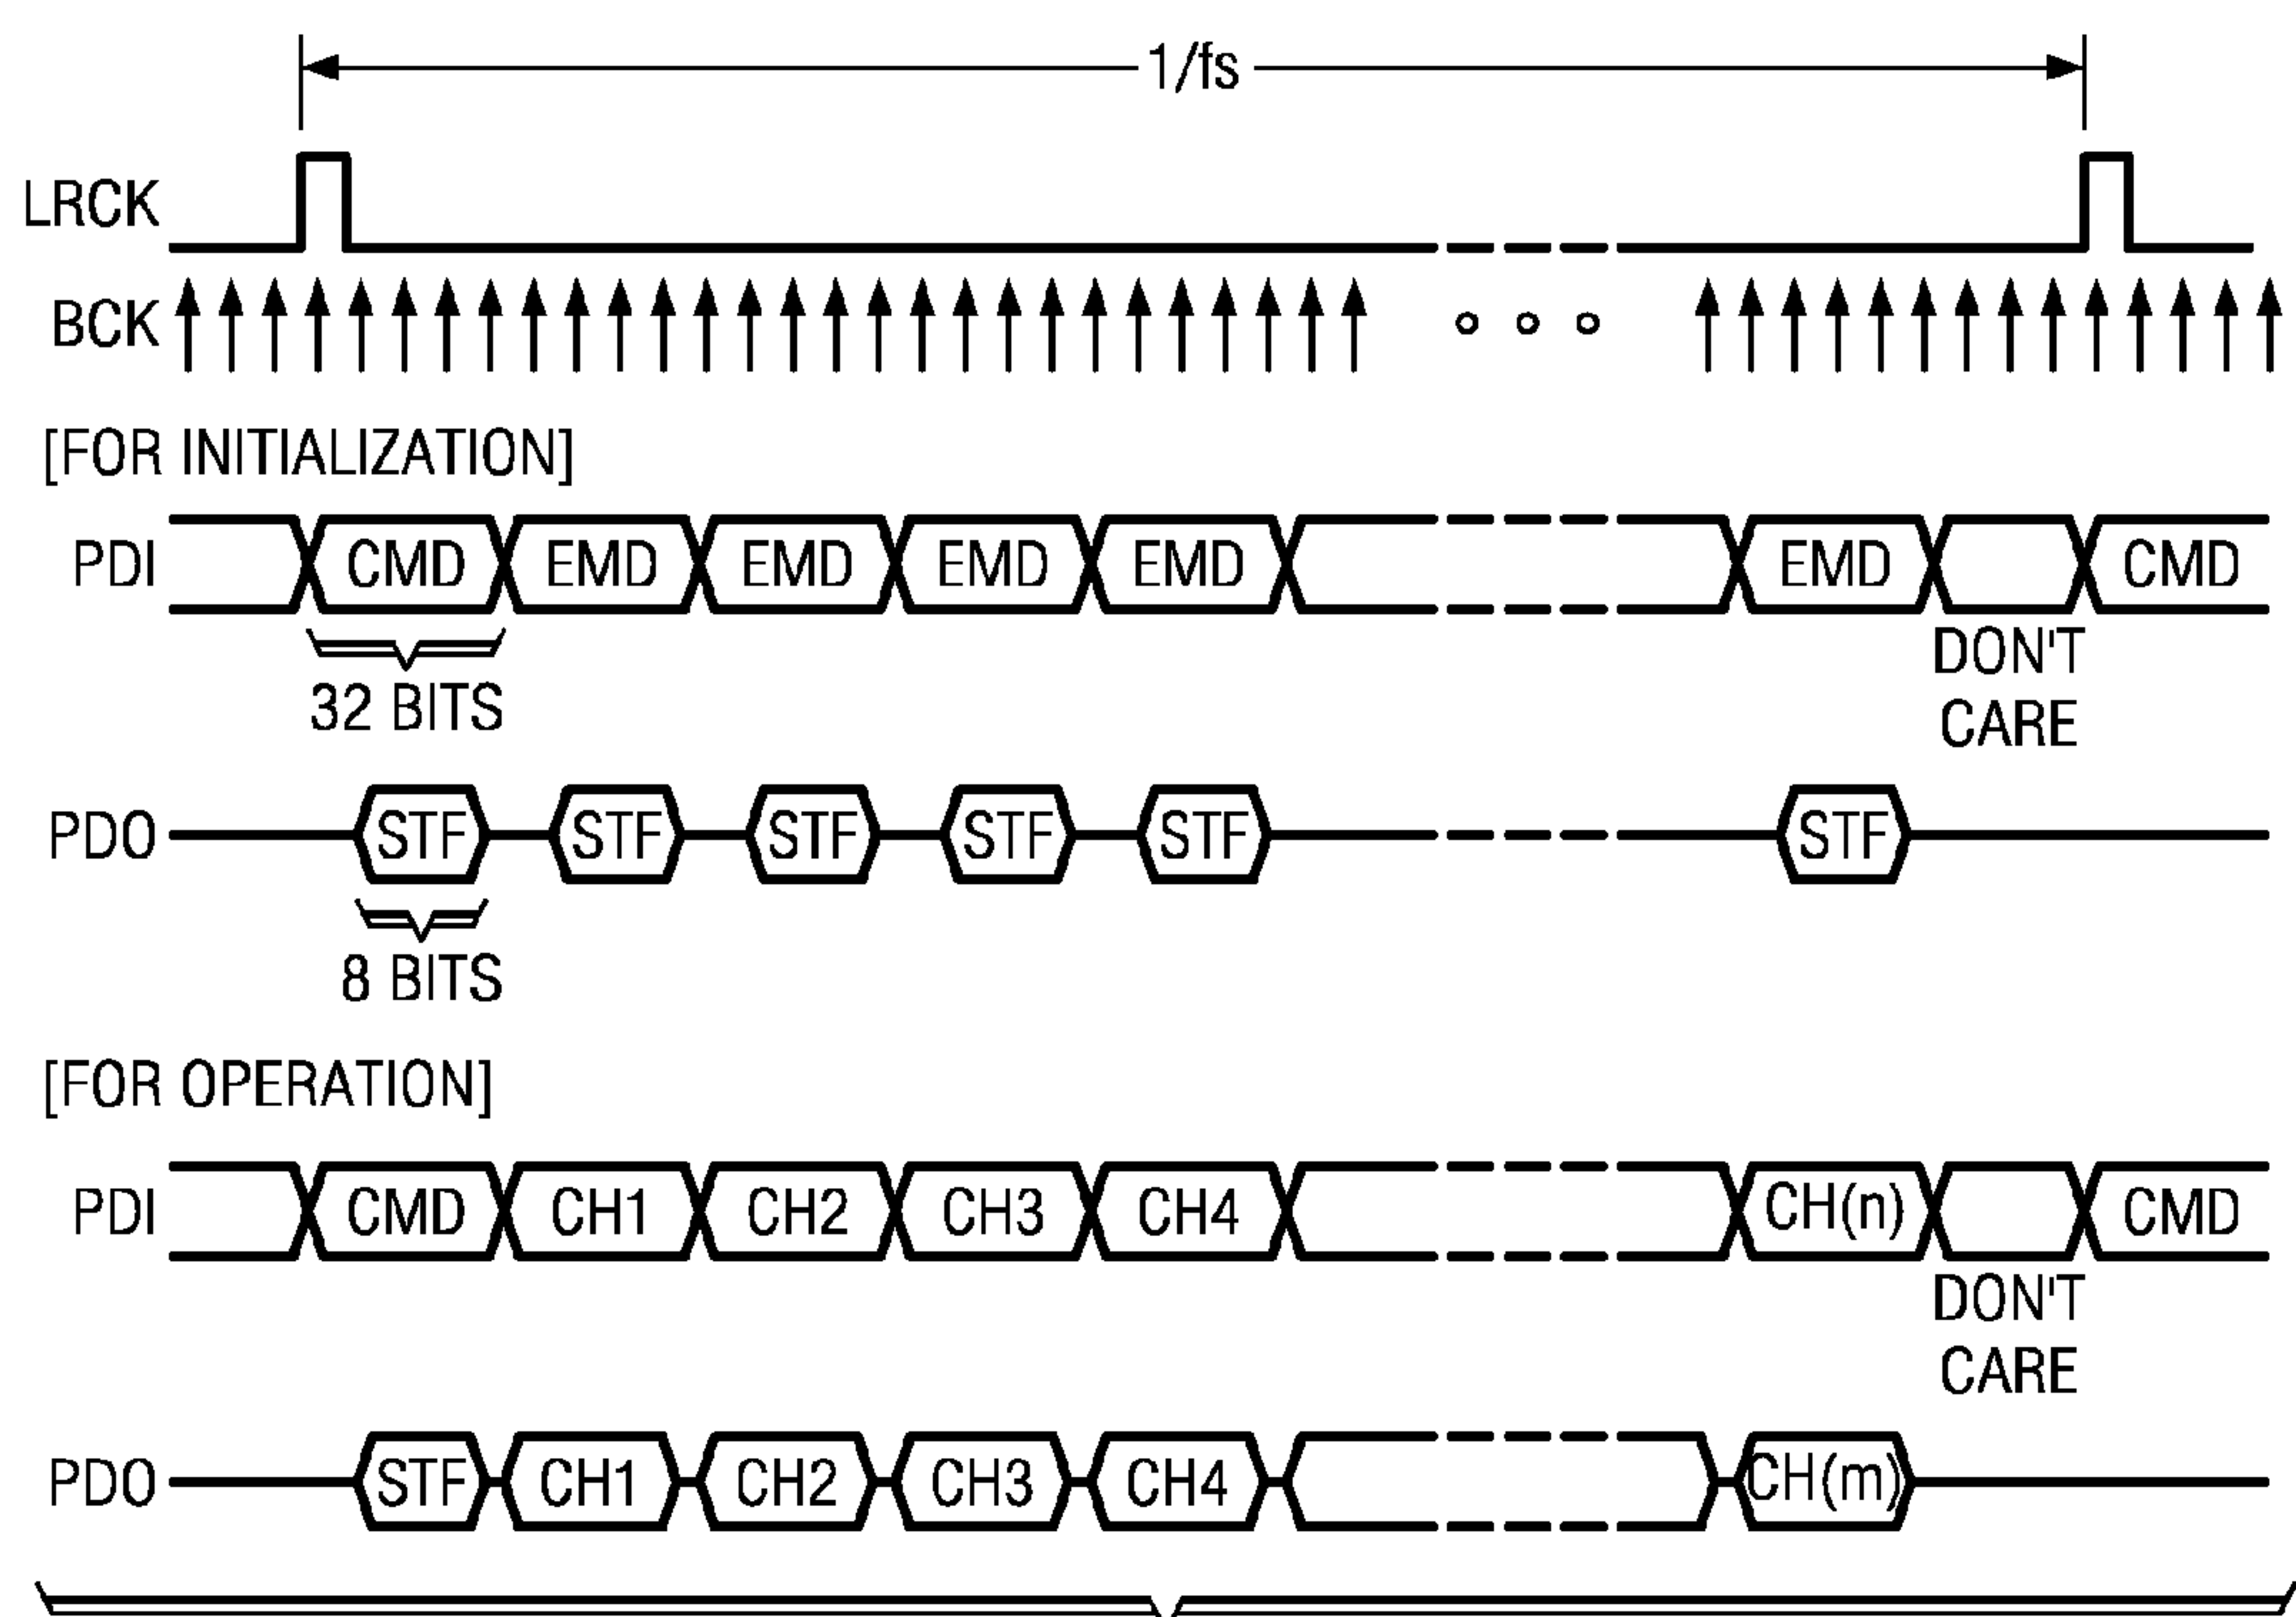 1/fs
LRCK
BCK
[FOR INITIALIZATION]
PDI CMD EMD EMD EMD EMD EMD CMD
DON'T
CARE
32 BITS
PDO STF STF STF STF STF STF
8 BITS
[FOR OPERATION]
PDI CMD CH1 CH2 CH3 CH4 CH(n) CMD
DON'T
CARE
PDO STF CH1 CH2 CH3 CH4 CH(m)